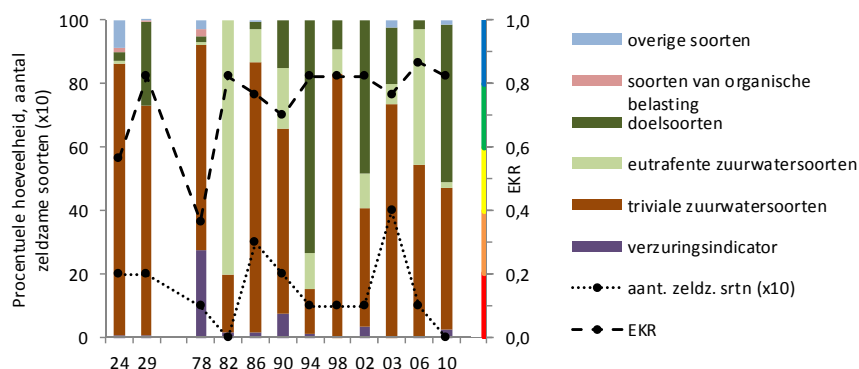 Procentuele hoeveelheid, aantal
zeldzame soorten (x10)
100
80
60
40
20
0
24 29 78 82 86 90 94 98 02 03 06 10
1,0
0,8
0,6
0,4
0,2
0,0
EKR
overige soorten
soorten van organische
belasting
doelsoorten
eutrafente zuurwatersoorten
triviale zuurwatersoorten
verzuringsindicator
aant. zeldz. srtn (x10)
EKR